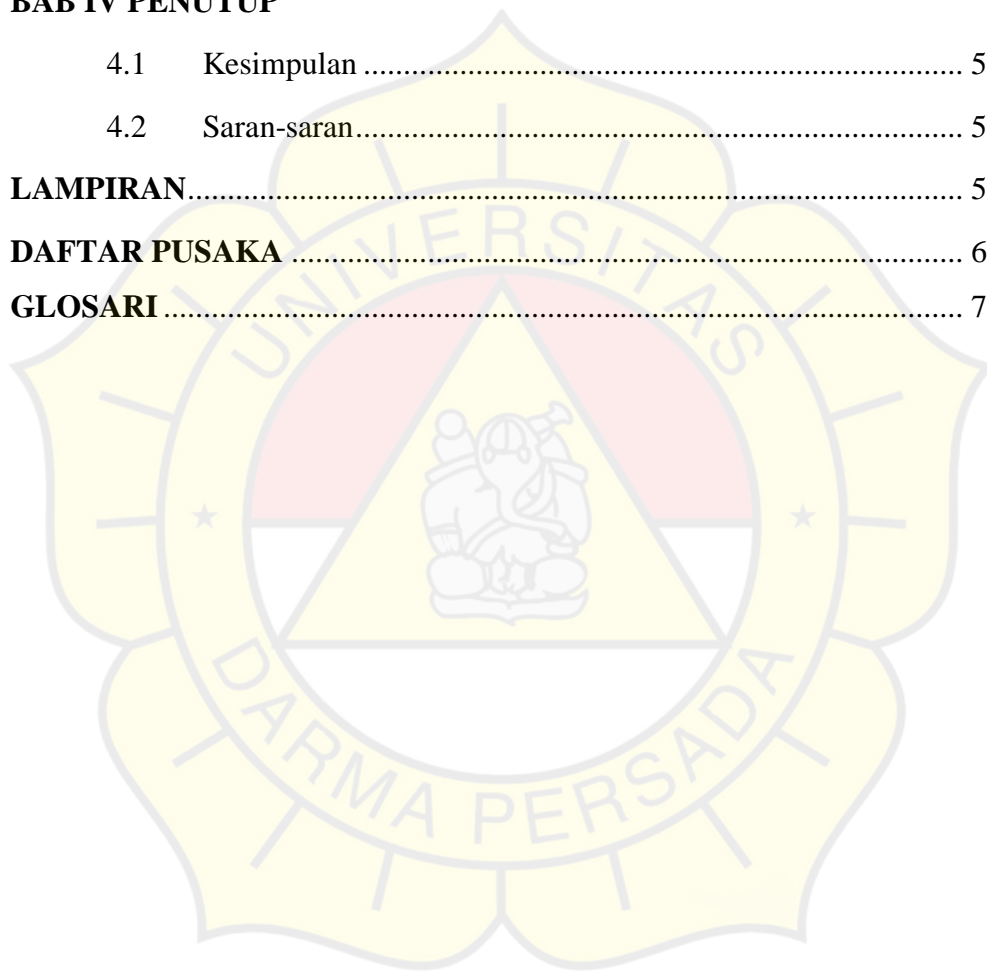 BAB IV PENUTUP
4.1 Kesimpulan ........................................................................... 5
4.2 Saran-saran............................................................................ 5
LAMPIRAN................................................................................................. 5
DAFTAR PUSAKA .................................................................................... 6
GLOSARI .................................................................................................... 7
UNIVERSITAS
DARMA PERSADA